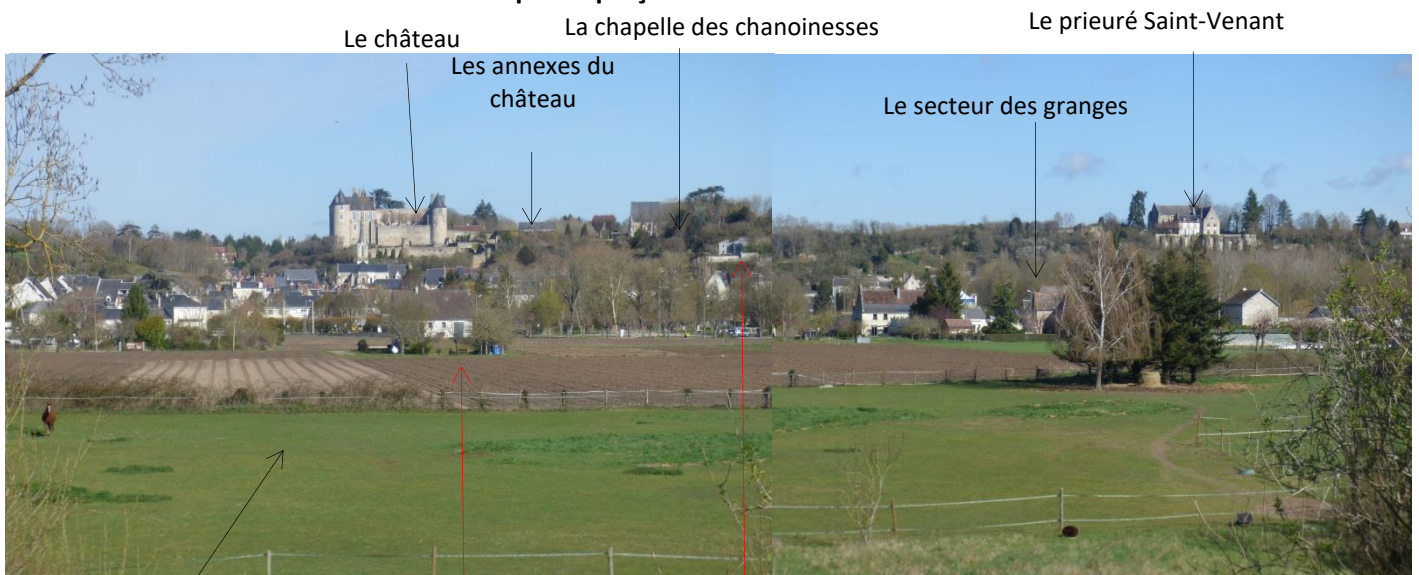 Le château
La chapelle des chanoinesses
Le prieuré Saint-Venant
Les annexes du
château
Le secteur des granges